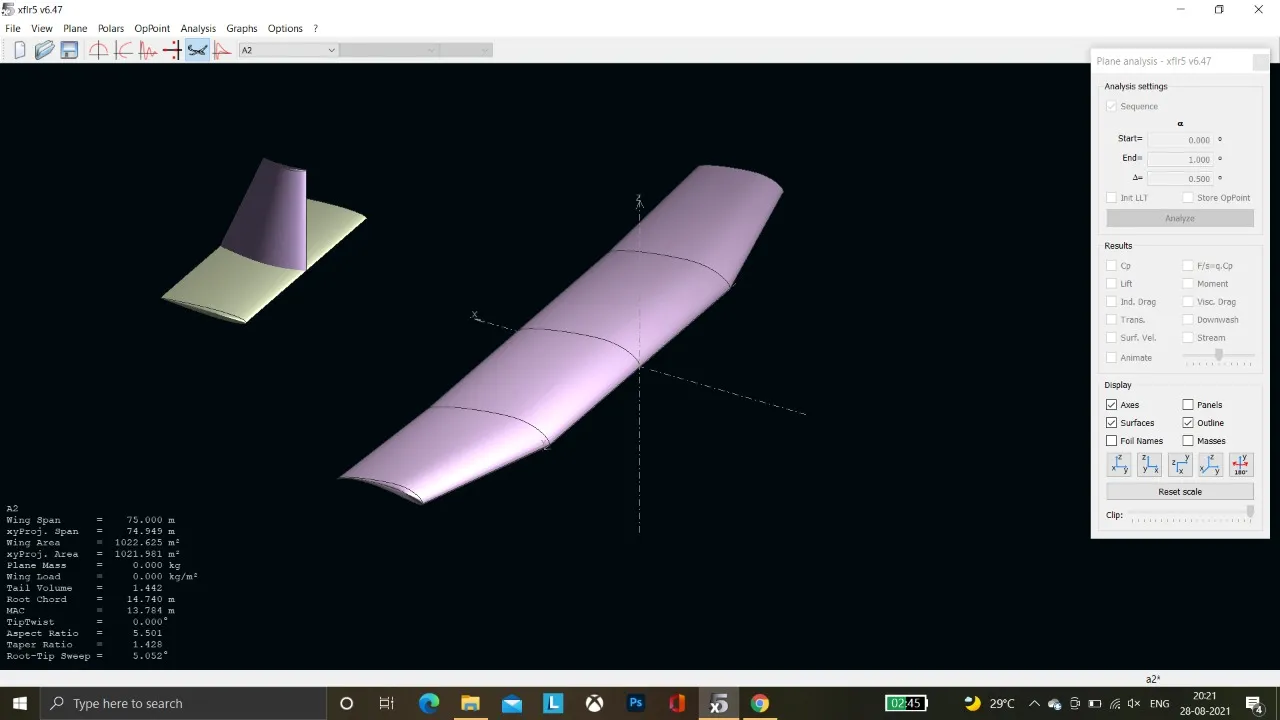 xflr5 v6.47
File View Plane Polars OpPoint Analysis Graphs Options ?
A2
Plane analysis - xflr5 v6.47
Analysis settings
Sequence
α
Start= 0.000 °
End= 1.000 °
Δ= 0.500 °
Init LLT Store OpPoint
Analyze
Results
Cp F/s=q.Cp
Lift Moment
Ind. Drag Visc. Drag
Trans. Downwash
Surf. Vel. Stream
Animate
Display
Axes Panels
Surfaces Outline
Foil Names Masses
Reset scale
Clip:
Z
X
A2
Wing Span = 75.000 m
xyProj. Span = 74.949 m
Wing Area = 1022.625 m²
xyProj. Area = 1021.981 m²
Plane Mass = 0.000 kg
Wing Load = 0.000 kg/m²
Tail Volume = 1.442
Root Chord = 14.740 m
MAC = 13.784 m
TipTwist = 0.000°
Aspect Ratio = 5.501
Taper Ratio = 1.428
Root-Tip Sweep = 5.052°
a2*
Type here to search
L
Ps
02:45
29°C
ENG
20:21
28-08-2021
4